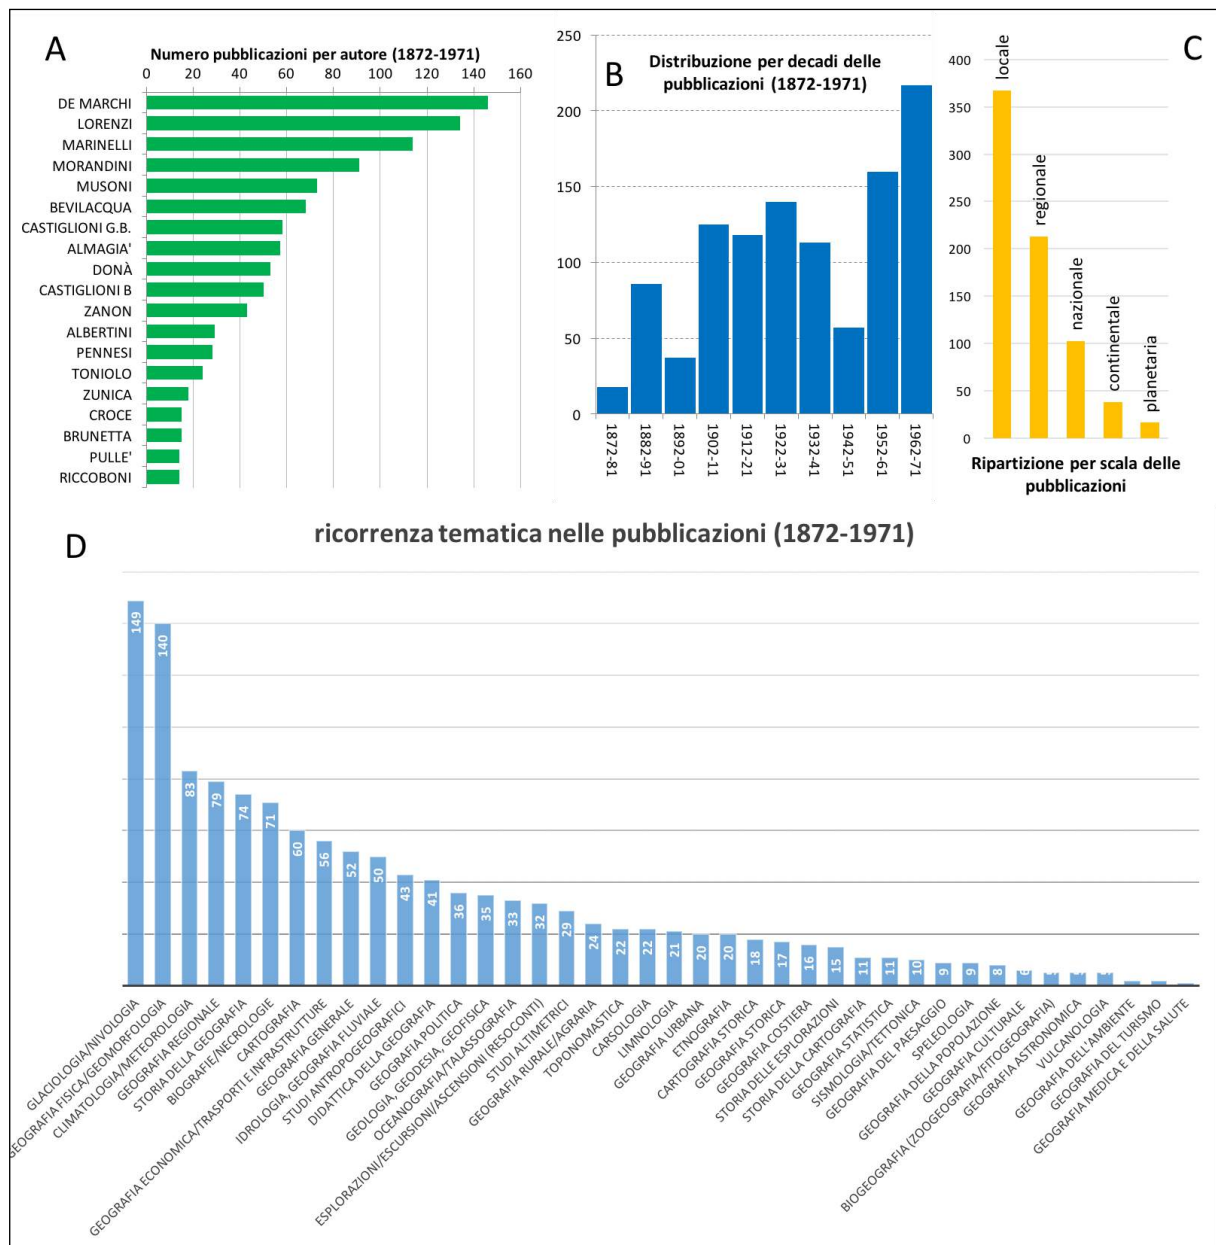 A
Numero pubblicazioni per autore (1872-1971)
0 20 40 60 80 100 120 140 160
DE MARCHI
LORENZI
MARINELLI
MORANDINI
MUSONI
BEVILACQUA
CASTIGLIONI G.B.
ALMAGIA'
DONÀ
CASTIGLIONI B
ZANON
ALBERTINI
PENNESI
TONIOLO
ZUNICA
CROCE
BRUNETTA
PULLE'
RICCOBONI
B
Distribuzione per decadi delle
pubblicazioni (1872-1971)
250
200
150
100
50
0
1872-81
1882-91
1892-01
1902-11
1912-21
1922-31
1932-41
1942-51
1952-61
1962-71
C
400
350
300
250
200
150
100
50
0
locale
regionale
nazionale
continentale
planetaria
Ripartizione per scala delle
pubblicazioni
D
ricorrenza tematica nelle pubblicazioni (1872-1971)
149
140
83
79
74
71
60
56
52
50
43
41
36
35
33
32
29
24
22
22
21
20
20
18
17
16
15
11
11
10
9
9
8
6
GLACIOLOGIA/NIVOLOGIA
GEOGRAFIA FISICA/GEOMORFOLOGIA
CLIMATOLOGIA/METEOROLOGIA
GEOGRAFIA REGIONALE
STORIA DELLA GEOGRAFIA
BIOGRAFIE/NECROLOGIE
CARTOGRAFIA
GEOGRAFIA ECONOMICA/TRASPORTI E INFRASTRUTTURE
GEOGRAFIA GENERALE
IDROLOGIA, GEOGRAFIA FLUVIALE
STUDI ANTROPOGEOGRAFICI
DIDATTICA DELLA GEOGRAFIA
GEOGRAFIA POLITICA
GEOLOGIA, GEODESIA, GEOFISICA
OCEANOGRAFIA/TALASSOGRAFIA
ESPLORAZIONI/ESCURSIONI/ASCENSIONI (RESOCONTI)
STUDI ALTIMETRICI
GEOGRAFIA RURALE/AGRARIA
TOPONOMASTICA
CARSOLOGIA
LIMNOLOGIA
GEOGRAFIA URBANA
ETNOGRAFIA
CARTOGRAFIA STORICA
GEOGRAFIA STORICA
GEOGRAFIA COSTIERA
STORIA DELLE ESPLORAZIONI
STORIA DELLA CARTOGRAFIA
GEOGRAFIA STATISTICA
SISMOLOGIA/TETTONICA
GEOGRAFIA DEL PAESAGGIO
SPELEOLOGIA
GEOGRAFIA DELLA POPOLAZIONE
GEOGRAFIA CULTURALE
BIOGEOGRAFIA (ZOOGEOGRAFIA/FITOGEOGRAFIA)
GEOGRAFIA ASTRONOMICA
VULCANOLOGIA
GEOGRAFIA DELL'AMBIENTE
GEOGRAFIA DEL TURISMO
GEOGRAFIA MEDICA E DELLA SALUTE